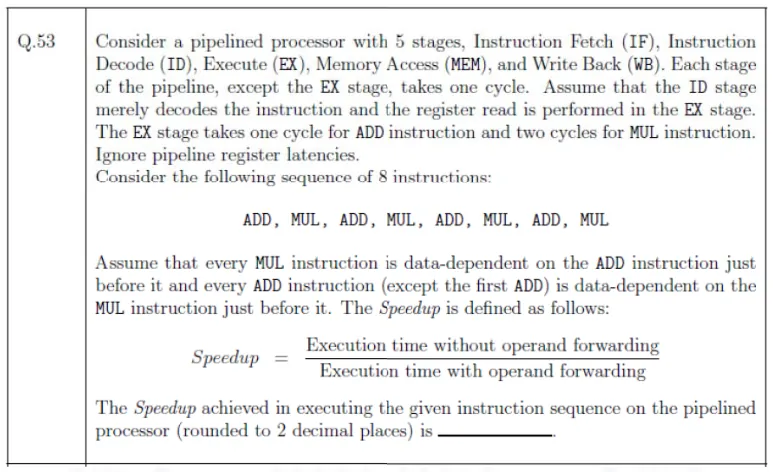 Q.53
Consider a pipelined processor with 5 stages, Instruction Fetch (IF), Instruction
Decode (ID), Execute (EX), Memory Access (MEM), and Write Back (WB). Each stage
of the pipeline, except the EX stage, takes one cycle. Assume that the ID stage
merely decodes the instruction and the register read is performed in the EX stage.
The EX stage takes one cycle for ADD instruction and two cycles for MUL instruction.
Ignore pipeline register latencies.
Consider the following sequence of 8 instructions:
ADD, MUL, ADD, MUL, ADD, MUL, ADD, MUL
Assume that every MUL instruction is data-dependent on the ADD instruction just
before it and every ADD instruction (except the first ADD) is data-dependent on the
MUL instruction just before it. The Speedup is defined as follows:
Speedup = Execution time without operand forwarding
Execution time with operand forwarding
The Speedup achieved in executing the given instruction sequence on the pipelined
processor (rounded to 2 decimal places) is ____________.